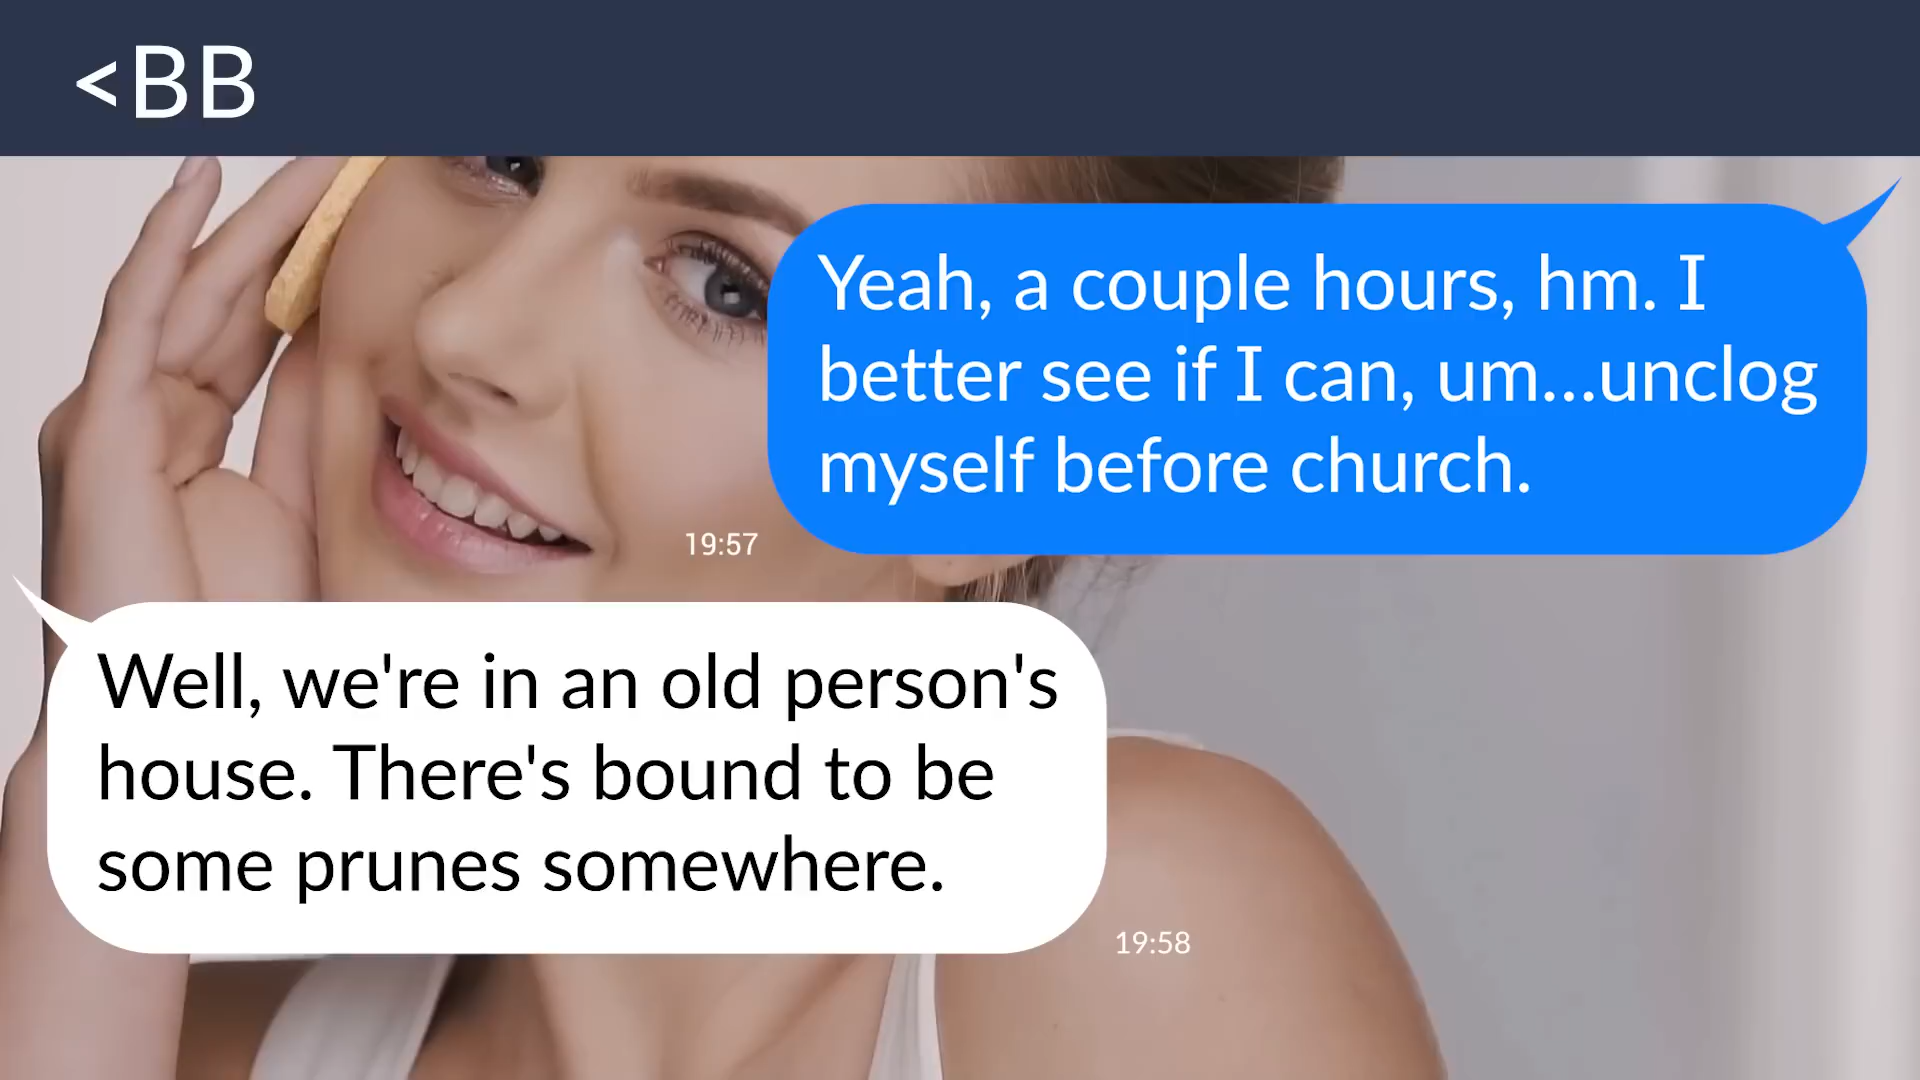 <BB
Yeah, a couple hours, hm. I
better see if I can, um...unclog
myself before church.
19:57
Well, we're in an old person's
house. There's bound to be
some prunes somewhere.
19:58